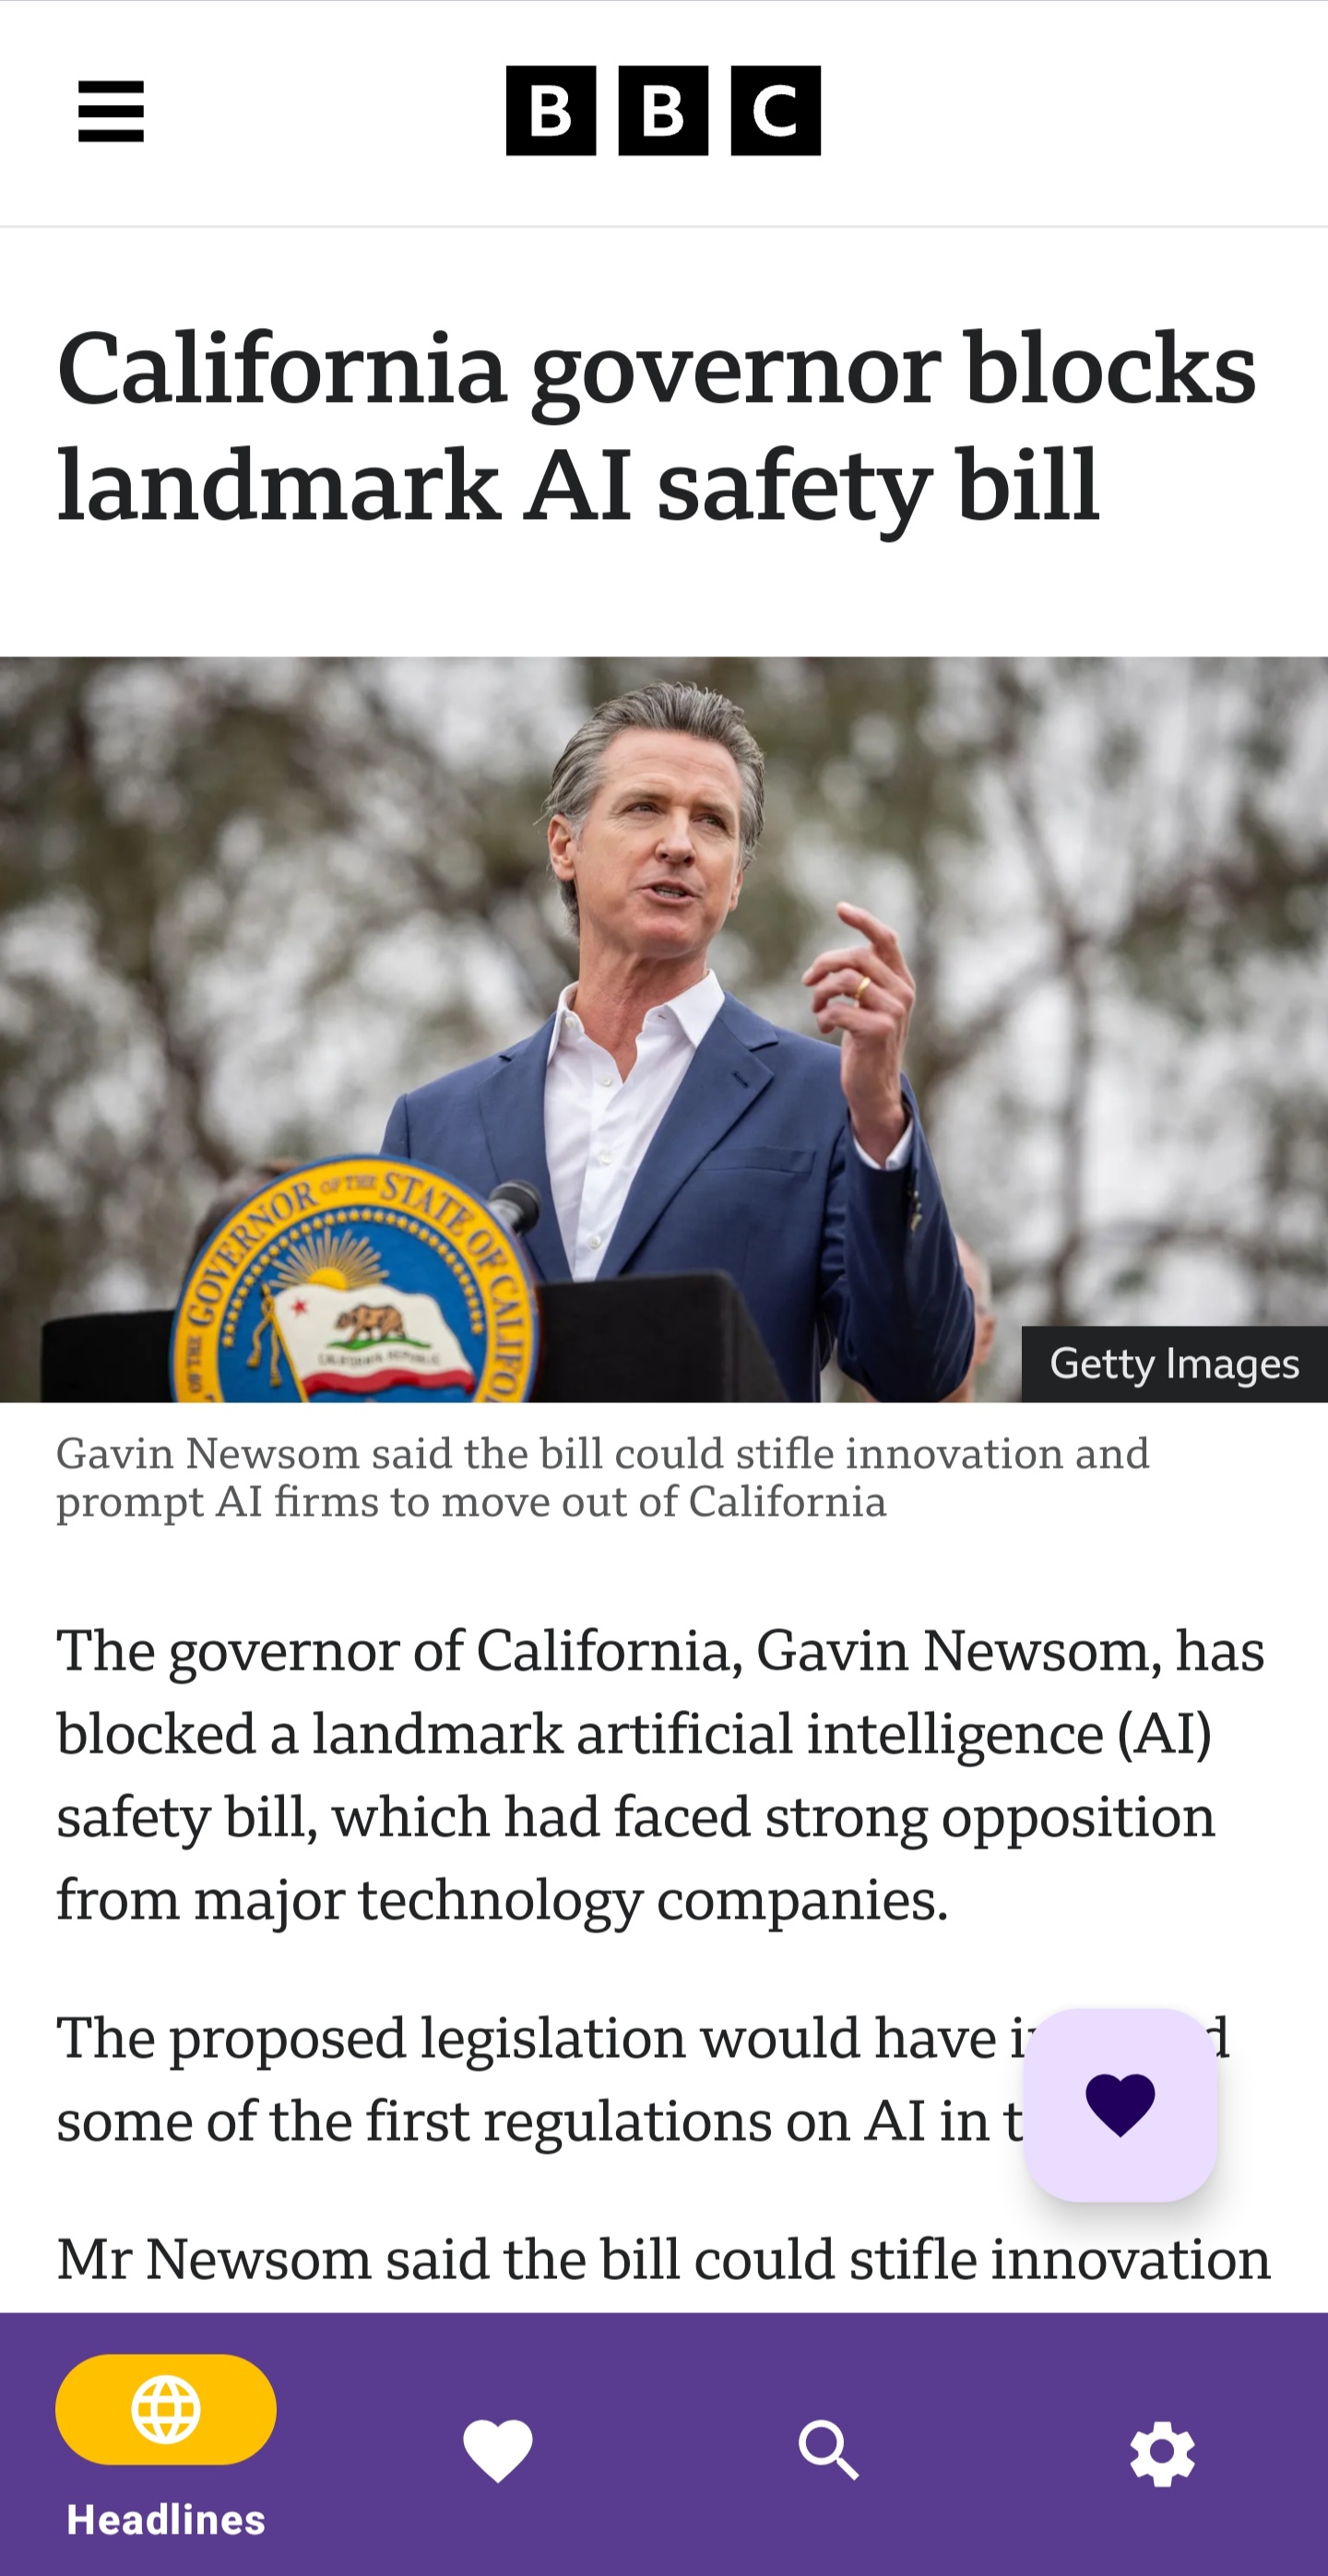 BBC
California governor blocks
landmark AI safety bill
OF THE GOVERNOR OF THE STATE OF CALIFO
CALIFORNIA REPUBLIC
Getty Images
Gavin Newsom said the bill could stifle innovation and
prompt AI firms to move out of California
The governor of California, Gavin Newsom, has
blocked a landmark artificial intelligence (AI)
safety bill, which had faced strong opposition
from major technology companies.
The proposed legislation would have
some of the first regulations on AI in
Mr Newsom said the bill could stifle innovation
Headlines